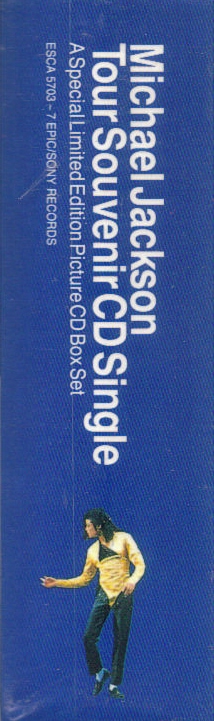 Michael Jackson
Tour Souvenir CD Single
A Special Limited Edition Picture CD Box Set
ESCA 5703~7 EPIC/SONY RECORDS